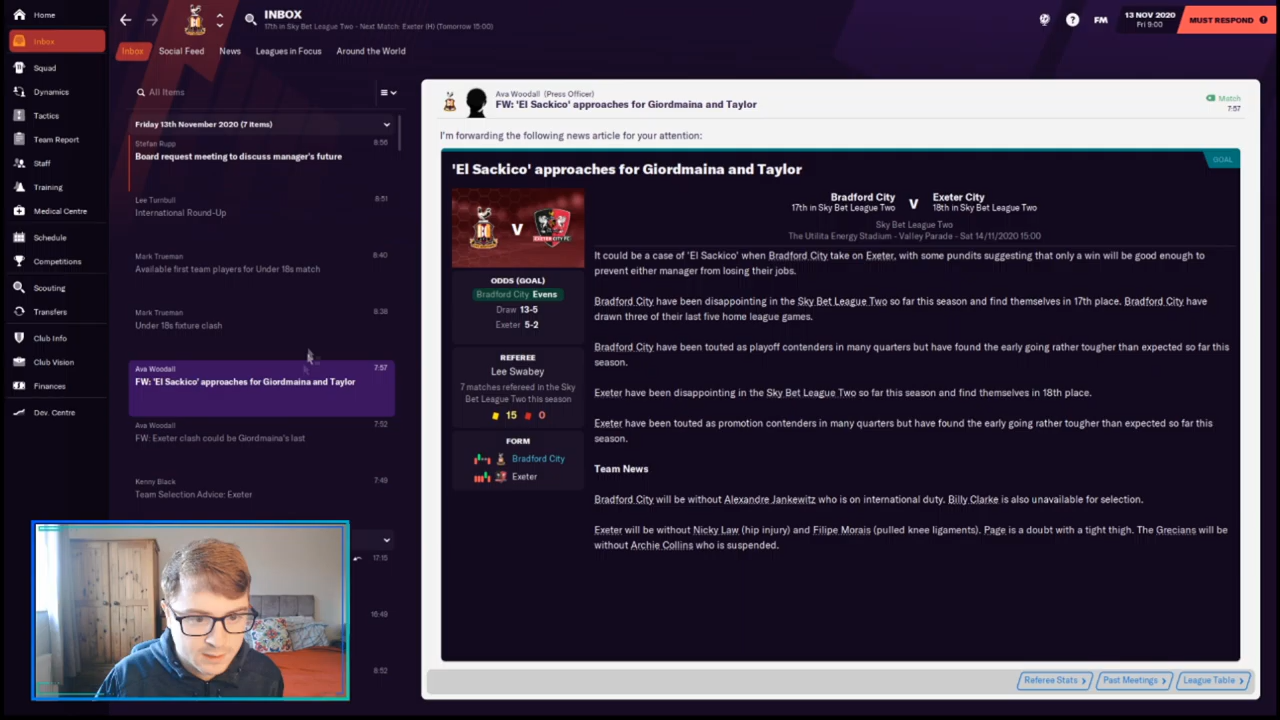 Home
INBOX
17th in Sky Bet League Two - Next Match: Exeter (H) (Tomorrow 15:00)
FM
13 NOV 2020
Fri 9:00
MUST RESPOND
Inbox
Squad
Dynamics
Tactics
Team Report
Staff
Training
Medical Centre
Schedule
Competitions
Scouting
Transfers
Club Info
Club Vision
Finances
Dev. Centre
Inbox
Social Feed
News
Leagues in Focus
Around the World
All Items
Friday 13th November 2020 (7 items)
Stefan Rupp
8:56
Board request meeting to discuss manager's future
Lee Turnbull
8:51
International Round-Up
Mark Trueman
8:40
Available first team players for Under 18s match
Mark Trueman
8:38
Under 18s fixture clash
Ava Woodall
7:57
FW: 'El Sackico' approaches for Giordmaina and Taylor
Ava Woodall
7:52
FW: Exeter clash could be Giordmaina's last
Kenny Black
7:49
Team Selection Advice: Exeter
17:15
16:49
8:52
Ava Woodall (Press Officer)
FW: 'El Sackico' approaches for Giordmaina and Taylor
Match
7:57
I'm forwarding the following news article for your attention:
GOAL
'El Sackico' approaches for Giordmaina and Taylor
V
EXETER CITY FC
Bradford City V Exeter City
17th in Sky Bet League Two 18th in Sky Bet League Two
Sky Bet League Two
The Utilita Energy Stadium - Valley Parade - Sat 14/11/2020 15:00
ODDS (GOAL)
Bradford City Evens
Draw 13-5
Exeter 5-2
REFEREE
Lee Swabey
7 matches refereed in the Sky
Bet League Two this season
15 0
FORM
Bradford City
Exeter
It could be a case of 'El Sackico' when Bradford City take on Exeter, with some pundits suggesting that only a win will be good enough to
prevent either manager from losing their jobs.
Bradford City have been disappointing in the Sky Bet League Two so far this season and find themselves in 17th place. Bradford City have
drawn three of their last five home league games.
Bradford City have been touted as playoff contenders in many quarters but have found the early going rather tougher than expected so far this
season.
Exeter have been disappointing in the Sky Bet League Two so far this season and find themselves in 18th place.
Exeter have been touted as promotion contenders in many quarters but have found the early going rather tougher than expected so far this
season.
Team News
Bradford City will be without Alexandre Jankewitz who is on international duty. Billy Clarke is also unavailable for selection.
Exeter will be without Nicky Law (hip injury) and Filipe Morais (pulled knee ligaments). Page is a doubt with a tight thigh. The Grecians will be
without Archie Collins who is suspended.
Referee Stats
Past Meetings
League Table